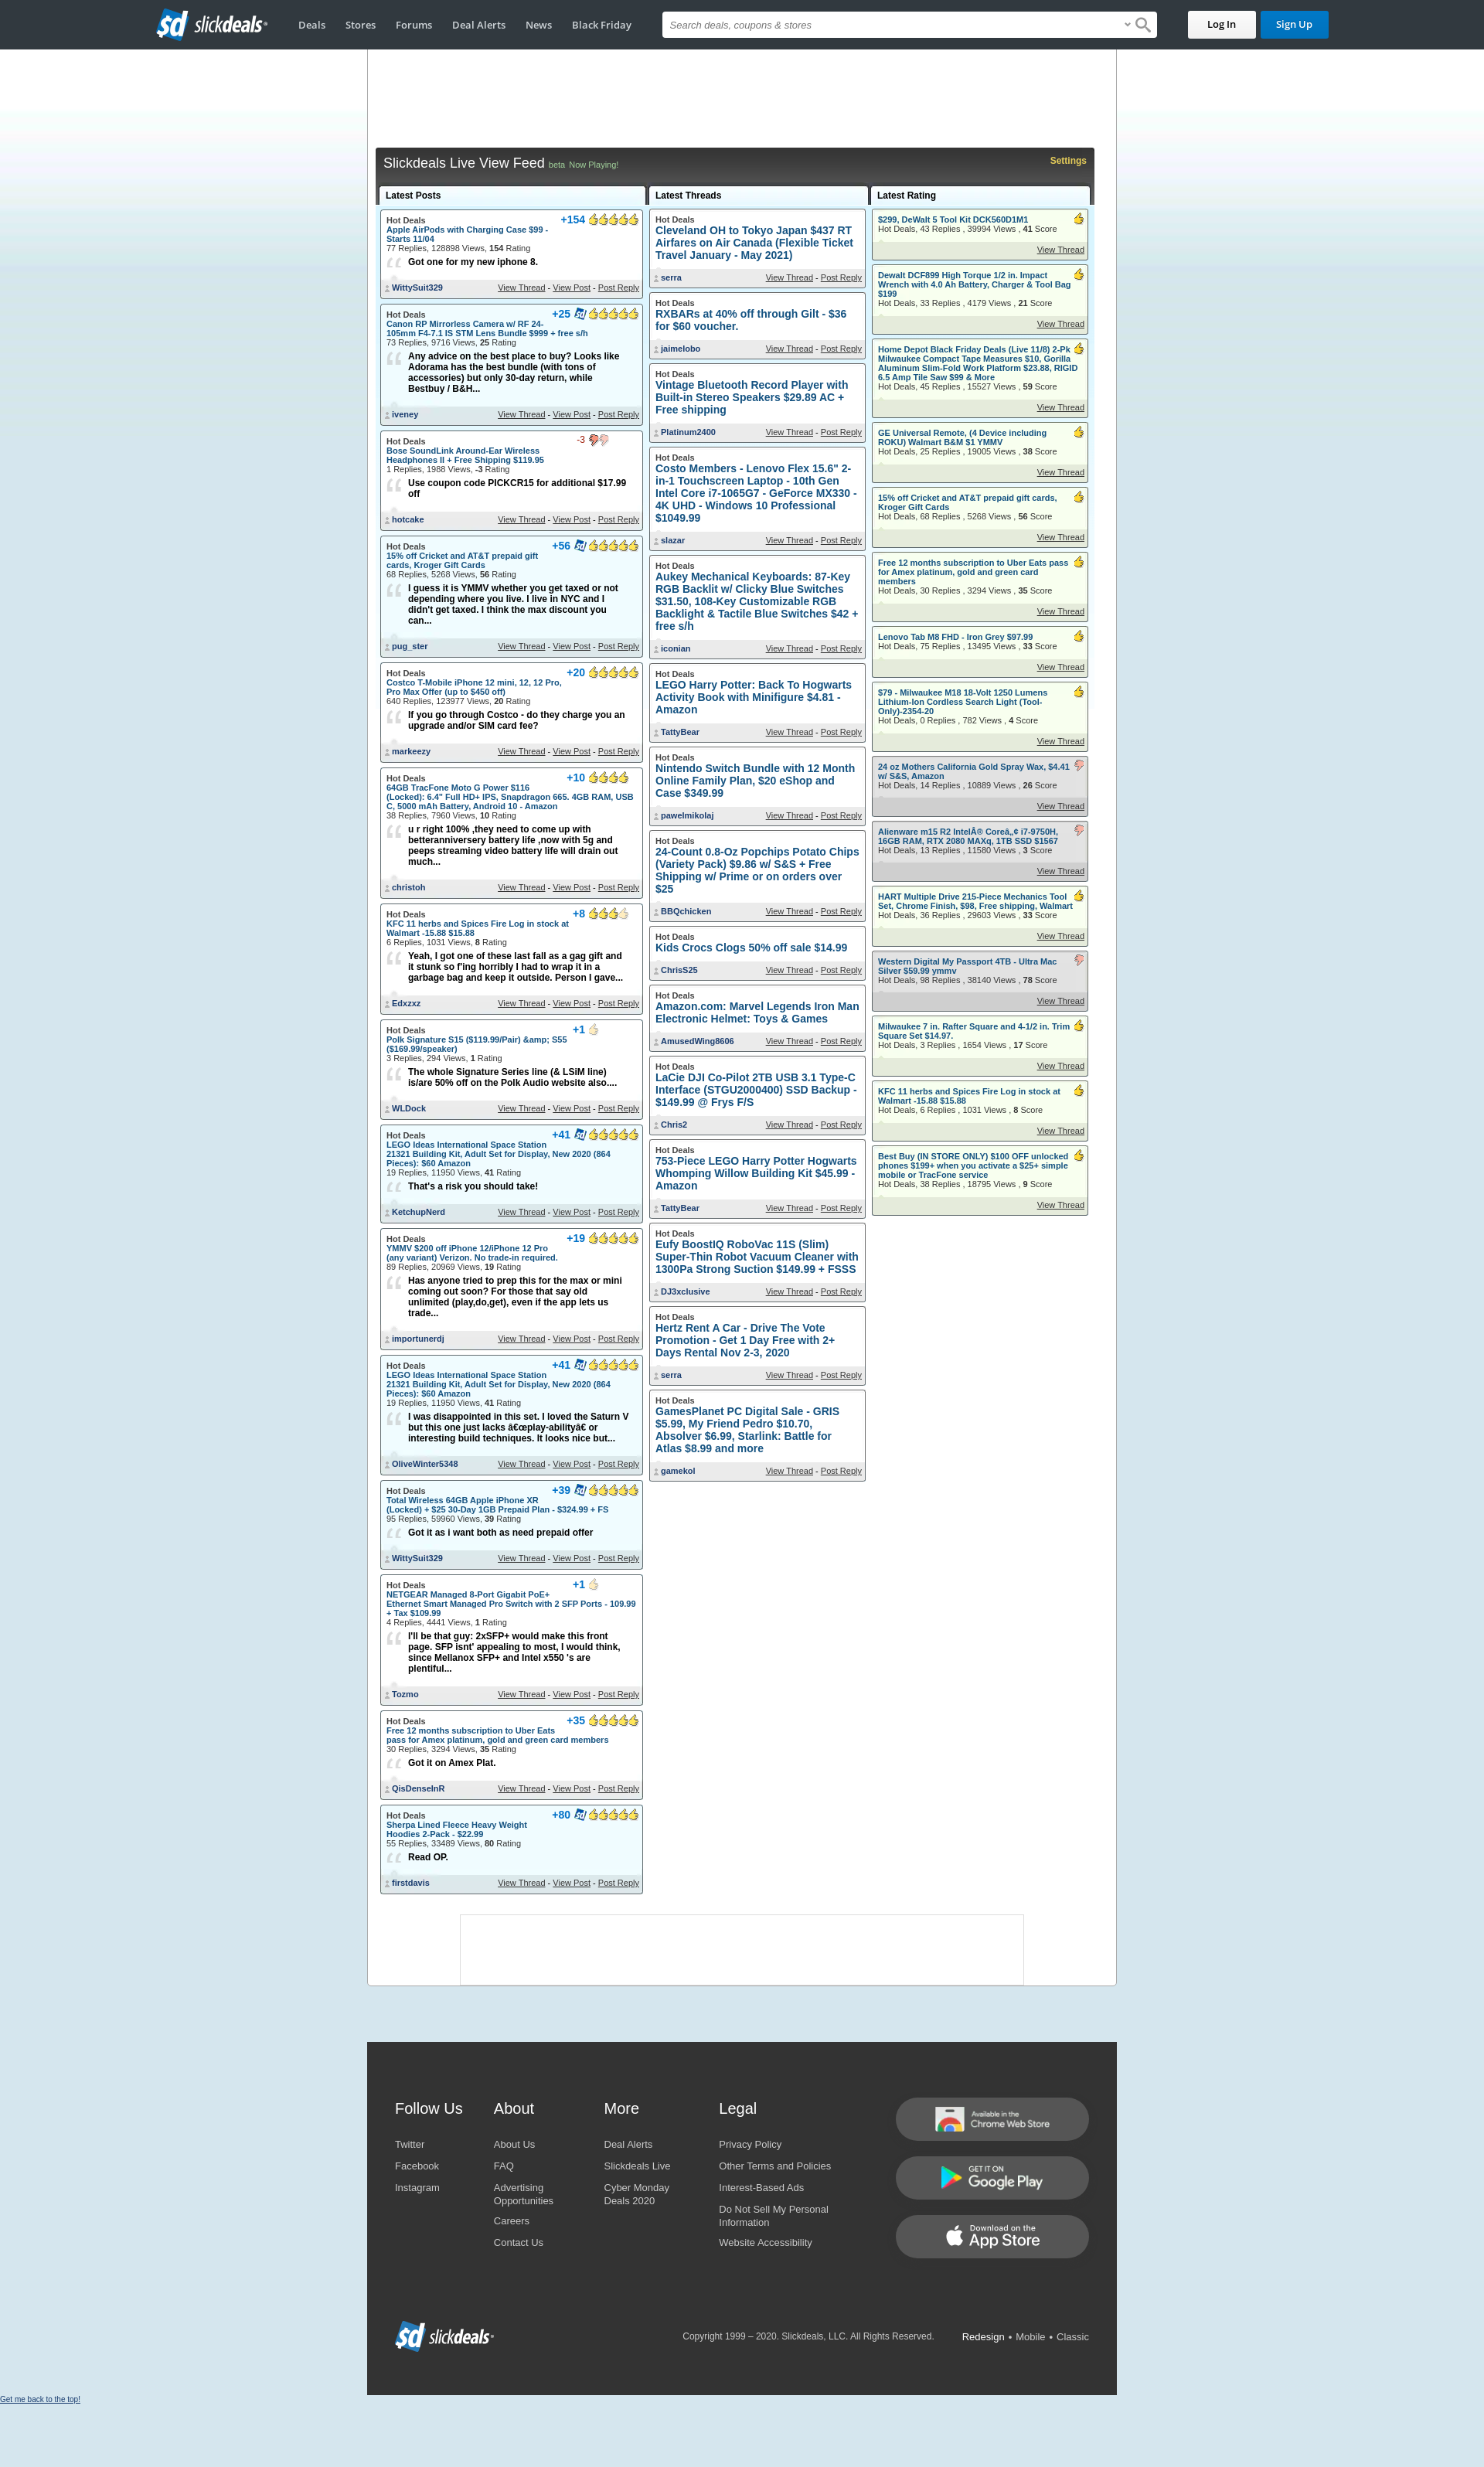 slickdeals
Deals
Stores
Forums
Deal Alerts
News
Black Friday
Search deals, coupons & stores
Log In
Sign Up
Slickdeals Live View Feed beta Now Playing!
Settings
Latest Posts
Hot Deals
+154
Apple AirPods with Charging Case $99 -
Starts 11/04
77 Replies, 128898 Views, 154 Rating
Got one for my new iphone 8.
WittySuit329
View Thread - View Post - Post Reply
Hot Deals
+25
Canon RP Mirrorless Camera w/ RF 24-
105mm F4-7.1 IS STM Lens Bundle $999 + free s/h
73 Replies, 9716 Views, 25 Rating
Any advice on the best place to buy? Looks like
Adorama has the best bundle (with tons of
accessories) but only 30-day return, while
Bestbuy / B&H...
iveney
View Thread - View Post - Post Reply
Hot Deals
-3
Bose SoundLink Around-Ear Wireless
Headphones II + Free Shipping $119.95
1 Replies, 1988 Views, -3 Rating
Use coupon code PICKCR15 for additional $17.99
off
hotcake
View Thread - View Post - Post Reply
Hot Deals
+56
15% off Cricket and AT&T prepaid gift
cards, Kroger Gift Cards
68 Replies, 5268 Views, 56 Rating
I guess it is YMMV whether you get taxed or not
depending where you live. I live in NYC and I
didn't get taxed. I think the max discount you
can...
pug_ster
View Thread - View Post - Post Reply
Hot Deals
+20
Costco T-Mobile iPhone 12 mini, 12, 12 Pro,
Pro Max Offer (up to $450 off)
640 Replies, 123977 Views, 20 Rating
If you go through Costco - do they charge you an
upgrade and/or SIM card fee?
markeezy
View Thread - View Post - Post Reply
Hot Deals
+10
64GB TracFone Moto G Power $116
(Locked): 6.4" Full HD+ IPS, Snapdragon 665. 4GB RAM, USB
C, 5000 mAh Battery, Android 10 - Amazon
38 Replies, 7960 Views, 10 Rating
u r right 100% ,they need to come up with
betteranniversery battery life ,now with 5g and
peeps streaming video battery life will drain out
much...
christoh
View Thread - View Post - Post Reply
Hot Deals
+8
KFC 11 herbs and Spices Fire Log in stock at
Walmart -15.88 $15.88
6 Replies, 1031 Views, 8 Rating
Yeah, I got one of these last fall as a gag gift and
it stunk so f'ing horribly I had to wrap it in a
garbage bag and keep it outside. Person I gave...
Edxzxz
View Thread - View Post - Post Reply
Hot Deals
+1
Polk Signature S15 ($119.99/Pair) &amp; S55
($169.99/speaker)
3 Replies, 294 Views, 1 Rating
The whole Signature Series line (& LSiM line)
is/are 50% off on the Polk Audio website also....
WLDock
View Thread - View Post - Post Reply
Hot Deals
+41
LEGO Ideas International Space Station
21321 Building Kit, Adult Set for Display, New 2020 (864
Pieces): $60 Amazon
19 Replies, 11950 Views, 41 Rating
That's a risk you should take!
KetchupNerd
View Thread - View Post - Post Reply
Hot Deals
+19
YMMV $200 off iPhone 12/iPhone 12 Pro
(any variant) Verizon. No trade-in required.
89 Replies, 20969 Views, 19 Rating
Has anyone tried to prep this for the max or mini
coming out soon? For those that say old
unlimited (play,do,get), even if the app lets us
trade...
importunerdj
View Thread - View Post - Post Reply
Hot Deals
+41
LEGO Ideas International Space Station
21321 Building Kit, Adult Set for Display, New 2020 (864
Pieces): $60 Amazon
19 Replies, 11950 Views, 41 Rating
I was disappointed in this set. I loved the Saturn V
but this one just lacks â€œplay-abilityâ€ or
interesting build techniques. It looks nice but...
OliveWinter5348
View Thread - View Post - Post Reply
Hot Deals
+39
Total Wireless 64GB Apple iPhone XR
(Locked) + $25 30-Day 1GB Prepaid Plan - $324.99 + FS
95 Replies, 59960 Views, 39 Rating
Got it as i want both as need prepaid offer
WittySuit329
View Thread - View Post - Post Reply
Hot Deals
+1
NETGEAR Managed 8-Port Gigabit PoE+
Ethernet Smart Managed Pro Switch with 2 SFP Ports - 109.99
+ Tax $109.99
4 Replies, 4441 Views, 1 Rating
I'll be that guy: 2xSFP+ would make this front
page. SFP isnt' appealing to most, I would think,
since Mellanox SFP+ and Intel x550 's are
plentiful...
Tozmo
View Thread - View Post - Post Reply
Hot Deals
+35
Free 12 months subscription to Uber Eats
pass for Amex platinum, gold and green card members
30 Replies, 3294 Views, 35 Rating
Got it on Amex Plat.
QisDenseInR
View Thread - View Post - Post Reply
Hot Deals
+80
Sherpa Lined Fleece Heavy Weight
Hoodies 2-Pack - $22.99
55 Replies, 33489 Views, 80 Rating
Read OP.
firstdavis
View Thread - View Post - Post Reply
Latest Threads
Hot Deals
Cleveland OH to Tokyo Japan $437 RT
Airfares on Air Canada (Flexible Ticket
Travel January - May 2021)
serra
View Thread - Post Reply
Hot Deals
RXBARs at 40% off through Gilt - $36
for $60 voucher.
jaimelobo
View Thread - Post Reply
Hot Deals
Vintage Bluetooth Record Player with
Built-in Stereo Speakers $29.89 AC +
Free shipping
Platinum2400
View Thread - Post Reply
Hot Deals
Costo Members - Lenovo Flex 15.6" 2-
in-1 Touchscreen Laptop - 10th Gen
Intel Core i7-1065G7 - GeForce MX330 -
4K UHD - Windows 10 Professional
$1049.99
slazar
View Thread - Post Reply
Hot Deals
Aukey Mechanical Keyboards: 87-Key
RGB Backlit w/ Clicky Blue Switches
$31.50, 108-Key Customizable RGB
Backlight & Tactile Blue Switches $42 +
free s/h
iconian
View Thread - Post Reply
Hot Deals
LEGO Harry Potter: Back To Hogwarts
Activity Book with Minifigure $4.81 -
Amazon
TattyBear
View Thread - Post Reply
Hot Deals
Nintendo Switch Bundle with 12 Month
Online Family Plan, $20 eShop and
Case $349.99
pawelmikolaj
View Thread - Post Reply
Hot Deals
24-Count 0.8-Oz Popchips Potato Chips
(Variety Pack) $9.86 w/ S&S + Free
Shipping w/ Prime or on orders over
$25
BBQchicken
View Thread - Post Reply
Hot Deals
Kids Crocs Clogs 50% off sale $14.99
ChrisS25
View Thread - Post Reply
Hot Deals
Amazon.com: Marvel Legends Iron Man
Electronic Helmet: Toys & Games
AmusedWing8606
View Thread - Post Reply
Hot Deals
LaCie DJI Co-Pilot 2TB USB 3.1 Type-C
Interface (STGU2000400) SSD Backup -
$149.99 @ Frys F/S
Chris2
View Thread - Post Reply
Hot Deals
753-Piece LEGO Harry Potter Hogwarts
Whomping Willow Building Kit $45.99 -
Amazon
TattyBear
View Thread - Post Reply
Hot Deals
Eufy BoostIQ RoboVac 11S (Slim)
Super-Thin Robot Vacuum Cleaner with
1300Pa Strong Suction $149.99 + FSSS
DJ3xclusive
View Thread - Post Reply
Hot Deals
Hertz Rent A Car - Drive The Vote
Promotion - Get 1 Day Free with 2+
Days Rental Nov 2-3, 2020
serra
View Thread - Post Reply
Hot Deals
GamesPlanet PC Digital Sale - GRIS
$5.99, My Friend Pedro $10.70,
Absolver $6.99, Starlink: Battle for
Atlas $8.99 and more
gamekol
View Thread - Post Reply
Latest Rating
$299, DeWalt 5 Tool Kit DCK560D1M1
Hot Deals, 43 Replies , 39994 Views , 41 Score
View Thread
Dewalt DCF899 High Torque 1/2 in. Impact
Wrench with 4.0 Ah Battery, Charger & Tool Bag
$199
Hot Deals, 33 Replies , 4179 Views , 21 Score
View Thread
Home Depot Black Friday Deals (Live 11/8) 2-Pk
Milwaukee Compact Tape Measures $10, Gorilla
Aluminum Slim-Fold Work Platform $23.88, RIGID
6.5 Amp Tile Saw $99 & More
Hot Deals, 45 Replies , 15527 Views , 59 Score
View Thread
GE Universal Remote, (4 Device including
ROKU) Walmart B&M $1 YMMV
Hot Deals, 25 Replies , 19005 Views , 38 Score
View Thread
15% off Cricket and AT&T prepaid gift cards,
Kroger Gift Cards
Hot Deals, 68 Replies , 5268 Views , 56 Score
View Thread
Free 12 months subscription to Uber Eats pass
for Amex platinum, gold and green card
members
Hot Deals, 30 Replies , 3294 Views , 35 Score
View Thread
Lenovo Tab M8 FHD - Iron Grey $97.99
Hot Deals, 75 Replies , 13495 Views , 33 Score
View Thread
$79 - Milwaukee M18 18-Volt 1250 Lumens
Lithium-Ion Cordless Search Light (Tool-
Only)-2354-20
Hot Deals, 0 Replies , 782 Views , 4 Score
View Thread
24 oz Mothers California Gold Spray Wax, $4.41
w/ S&S, Amazon
Hot Deals, 14 Replies , 10889 Views , 26 Score
View Thread
Alienware m15 R2 IntelÂ® Coreâ„¢ i7-9750H,
16GB RAM, RTX 2080 MAXq, 1TB SSD $1567
Hot Deals, 13 Replies , 11580 Views , 3 Score
View Thread
HART Multiple Drive 215-Piece Mechanics Tool
Set, Chrome Finish, $98, Free shipping, Walmart
Hot Deals, 36 Replies , 29603 Views , 33 Score
View Thread
Western Digital My Passport 4TB - Ultra Mac
Silver $59.99 ymmv
Hot Deals, 98 Replies , 38140 Views , 78 Score
View Thread
Milwaukee 7 in. Rafter Square and 4-1/2 in. Trim
Square Set $14.97.
Hot Deals, 3 Replies , 1654 Views , 17 Score
View Thread
KFC 11 herbs and Spices Fire Log in stock at
Walmart -15.88 $15.88
Hot Deals, 6 Replies , 1031 Views , 8 Score
View Thread
Best Buy (IN STORE ONLY) $100 OFF unlocked
phones $199+ when you activate a $25+ simple
mobile or TracFone service
Hot Deals, 38 Replies , 18795 Views , 9 Score
View Thread
Follow Us
Twitter
Facebook
Instagram
About
About Us
FAQ
Advertising
Opportunities
Careers
Contact Us
More
Deal Alerts
Slickdeals Live
Cyber Monday
Deals 2020
Legal
Privacy Policy
Other Terms and Policies
Interest-Based Ads
Do Not Sell My Personal
Information
Website Accessibility
Available in the
Chrome Web Store
GET IT ON
Google Play
Download on the
App Store
slickdeals
Copyright 1999 – 2020. Slickdeals, LLC. All Rights Reserved.
Redesign • Mobile • Classic
Get me back to the top!